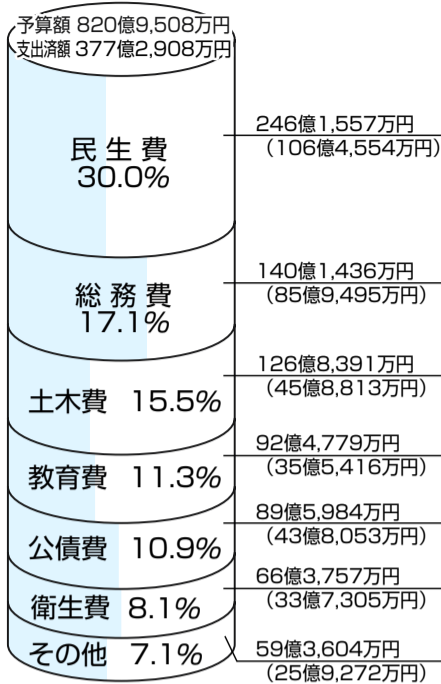 予算額 820億9,508万円
支出済額 377億2,908万円
民生費
30.0%
246億1,557万円
(106億4,554万円)
総務費
17.1%
140億1,436万円
(85億9,495万円)
土木費 15.5%
126億8,391万円
(45億8,813万円)
教育費 11.3%
92億4,779万円
(35億5,416万円)
公債費 10.9%
89億5,984万円
(43億8,053万円)
衛生費 8.1%
66億3,757万円
(33億7,305万円)
その他 7.1%
59億3,604万円
(25億9,272万円)